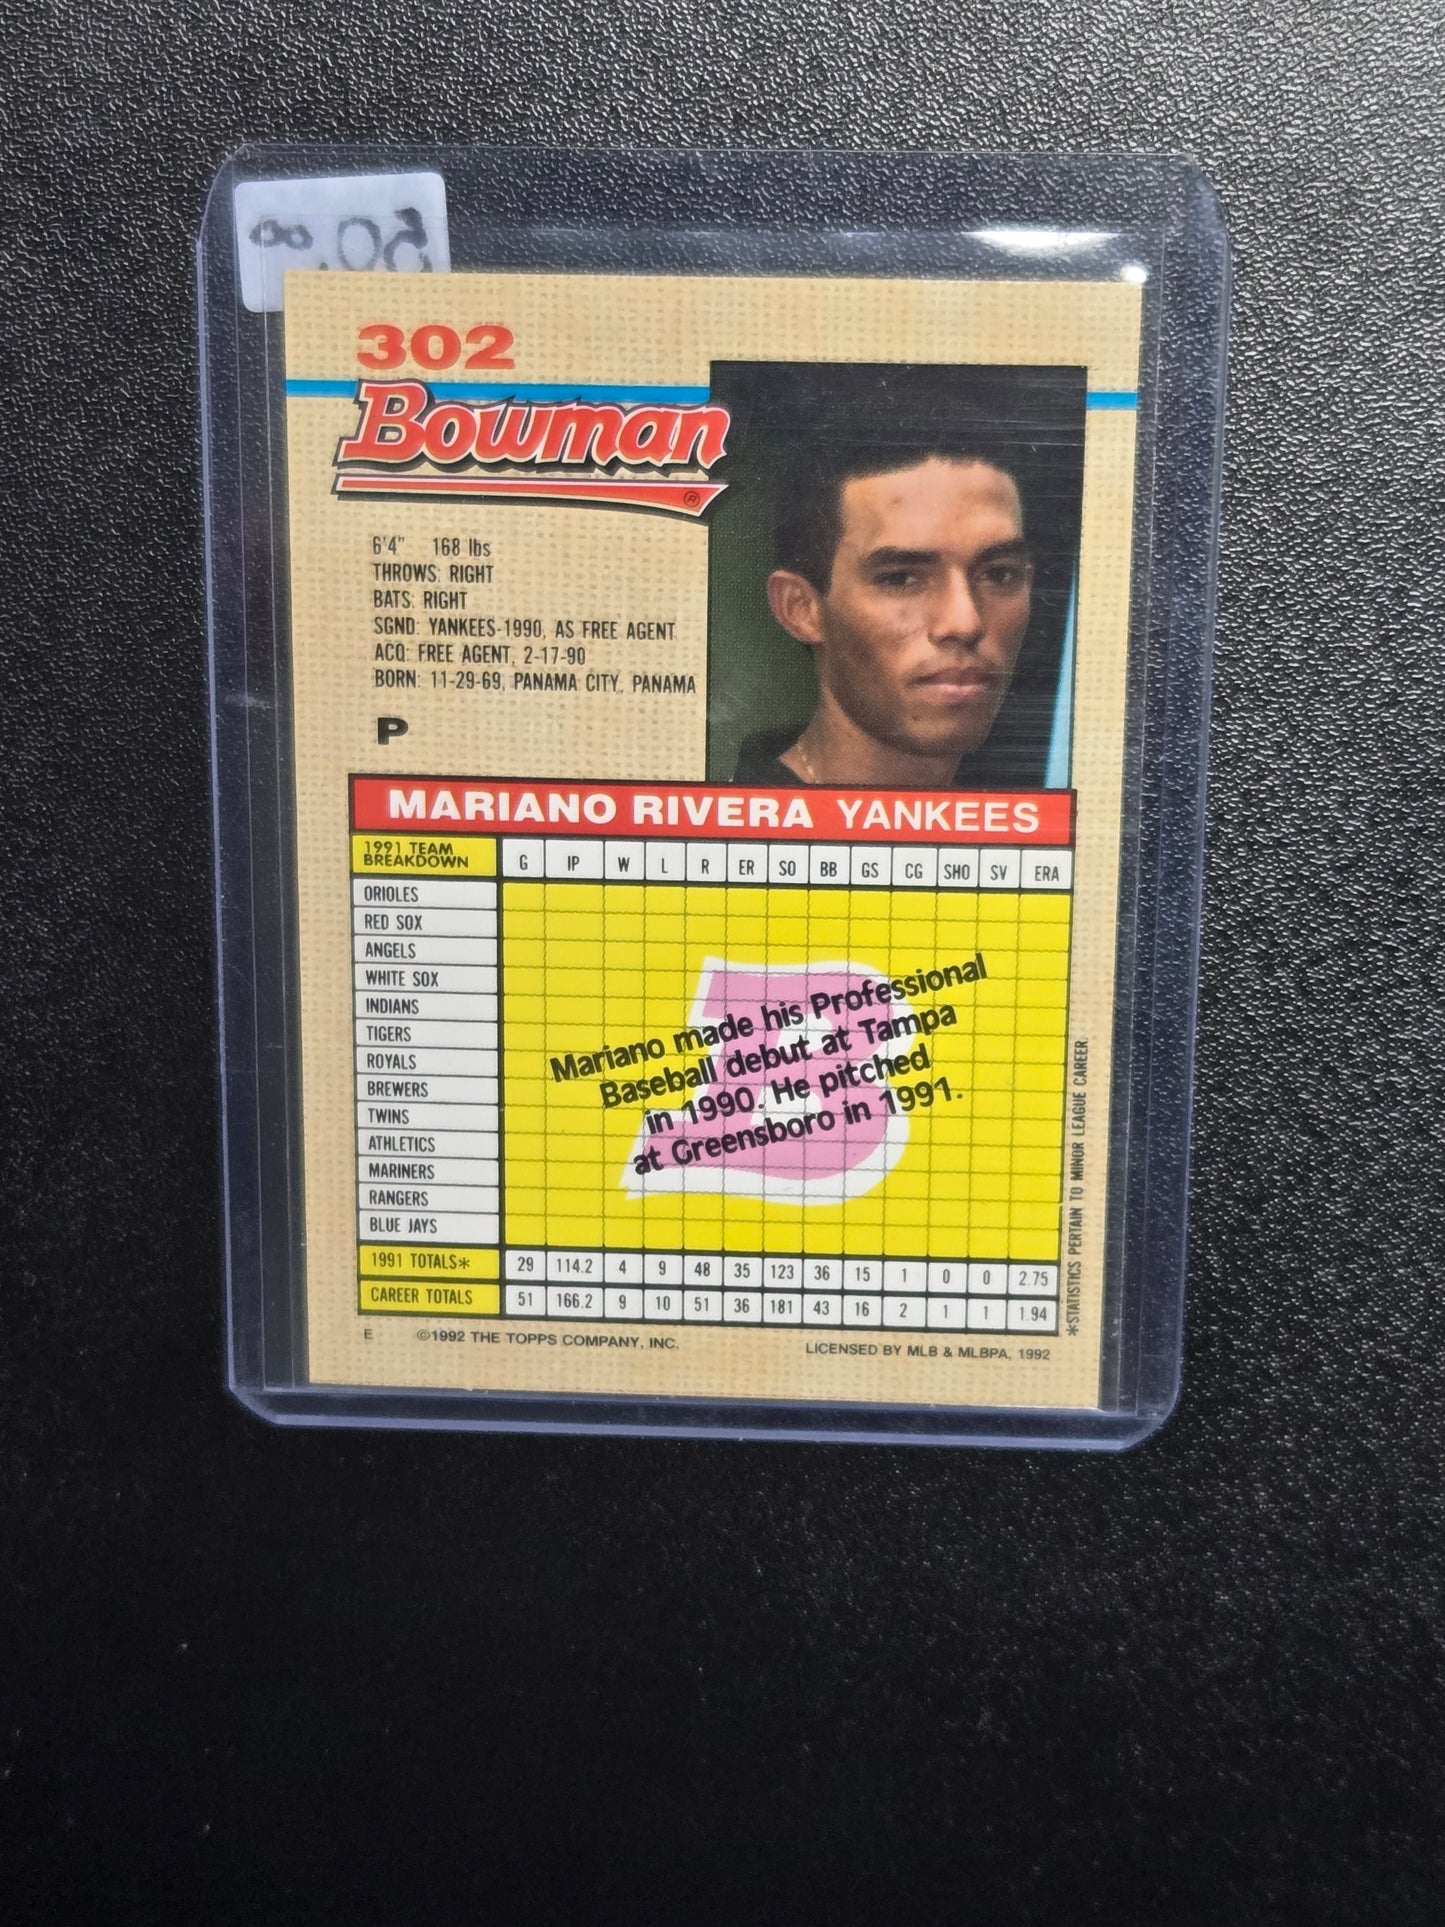 50.00
302
Bowman
®
6'4" 168 lbs
THROWS: RIGHT
BATS: RIGHT
SGND: YANKEES-1990, AS FREE AGENT
ACQ: FREE AGENT, 2-17-90
BORN: 11-29-69, PANAMA CITY, PANAMA
P
MARIANO RIVERA YANKEES
1991 TEAM
BREAKDOWN G IP W L R ER SO BB GS CG SHO SV ERA
ORIOLES
RED SOX
ANGELS
WHITE SOX
INDIANS
TIGERS
ROYALS
BREWERS
TWINS
ATHLETICS
MARINERS
RANGERS
BLUE JAYS
B
Mariano made his Professional
Baseball debut at Tampa
in 1990. He pitched
at Greensboro in 1991.
1991 TOTALS* 29 114.2 4 9 48 35 123 36 15 1 0 0 2.75
CAREER TOTALS 51 166.2 9 10 51 36 181 43 16 2 1 1 1.94
*STATISTICS PERTAIN TO MINOR LEAGUE CAREER.
E ©1992 THE TOPPS COMPANY, INC. LICENSED BY MLB & MLBPA, 1992